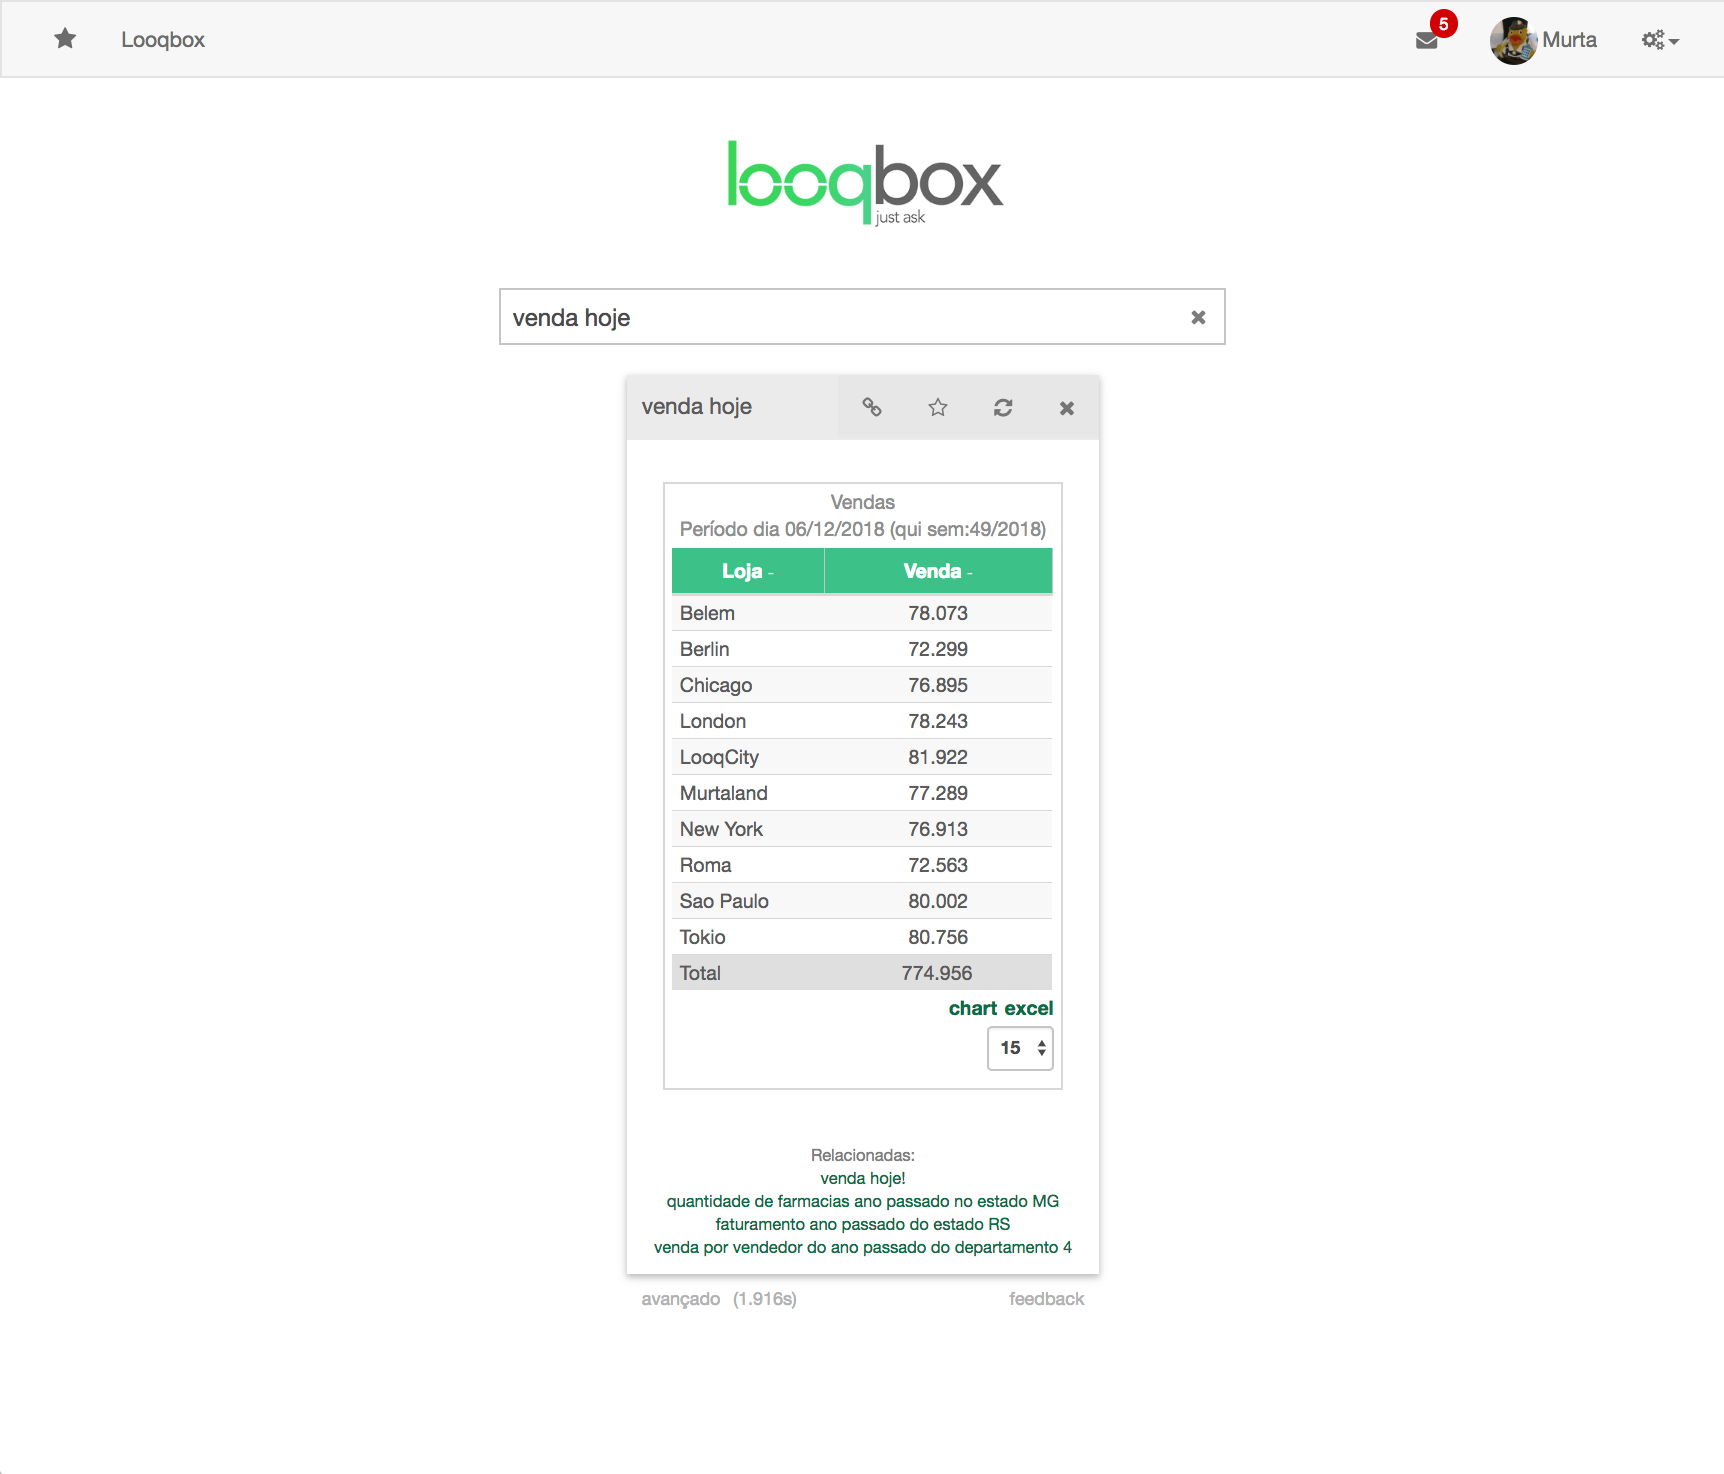 Looqbox
5
Murta
looqbox
just ask
venda hoje
venda hoje
Vendas
Período dia 06/12/2018 (qui sem:49/2018)
Loja - Venda -
Belem 78.073
Berlin 72.299
Chicago 76.895
London 78.243
LooqCity 81.922
Murtaland 77.289
New York 76.913
Roma 72.563
Sao Paulo 80.002
Tokio 80.756
Total 774.956
chart excel
15
Relacionadas:
venda hoje!
quantidade de farmacias ano passado no estado MG
faturamento ano passado do estado RS
venda por vendedor do ano passado do departamento 4
avançado (1.916s) feedback